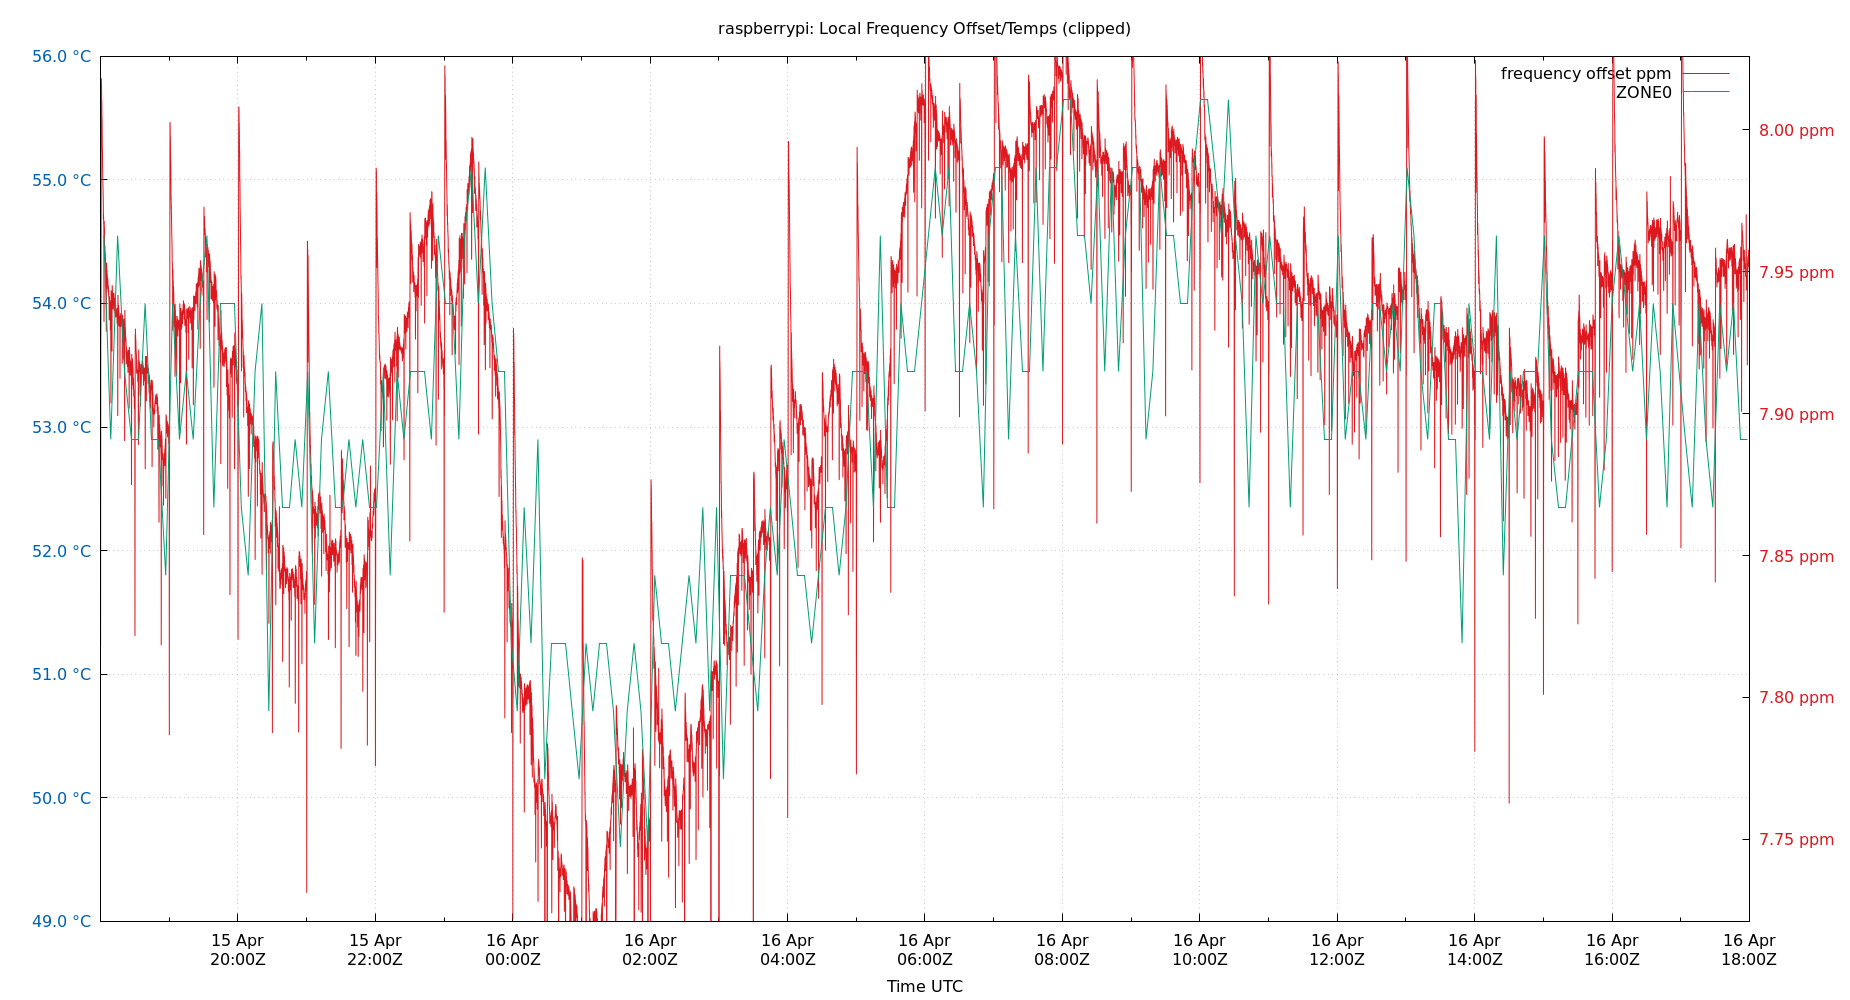 raspberrypi: Local Frequency Offset/Temps (clipped)
56.0 °C
55.0 °C
54.0 °C
53.0 °C
52.0 °C
51.0 °C
50.0 °C
49.0 °C
frequency offset ppm
ZONE0
8.00 ppm
7.95 ppm
7.90 ppm
7.85 ppm
7.80 ppm
7.75 ppm
15 Apr
20:00Z
15 Apr
22:00Z
16 Apr
00:00Z
16 Apr
02:00Z
16 Apr
04:00Z
16 Apr
06:00Z
16 Apr
08:00Z
16 Apr
10:00Z
16 Apr
12:00Z
16 Apr
14:00Z
16 Apr
16:00Z
16 Apr
18:00Z
Time UTC